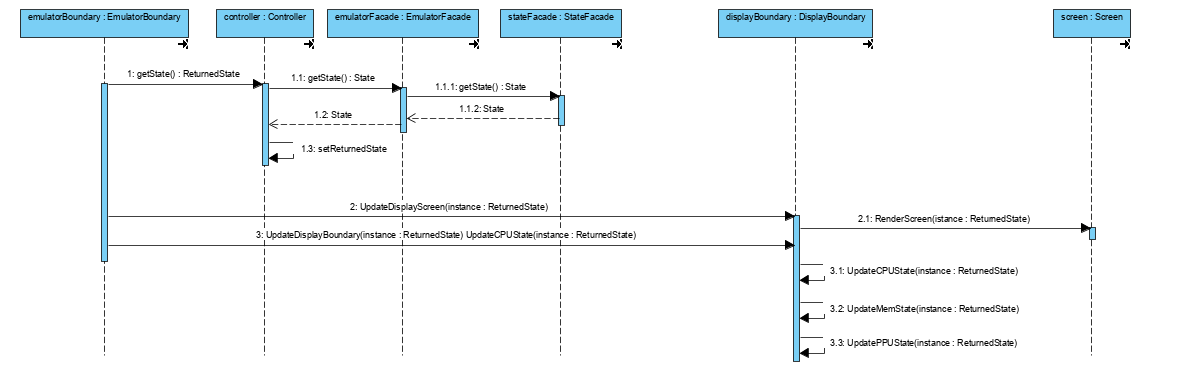 emulatorBoundary : EmulatorBoundary
controller : Controller
emulatorFacade : EmulatorFacade
stateFacade : StateFacade
displayBoundary : DisplayBoundary
screen : Screen
1: getState() : ReturnedState
1.1: getState() : State
1.1.1: getState() : State
1.1.2: State
1.2: State
1.3: setReturnedState
2: UpdateDisplayScreen(instance : ReturnedState)
2.1: RenderScreen(istance : ReturnedState)
3: UpdateDisplayBoundary(instance : ReturnedState) UpdateCPUState(instance : ReturnedState)
3.1: UpdateCPUState(instance : ReturnedState)
3.2: UpdateMemState(instance : ReturnedState)
3.3: UpdatePPUState(instance : ReturnedState)